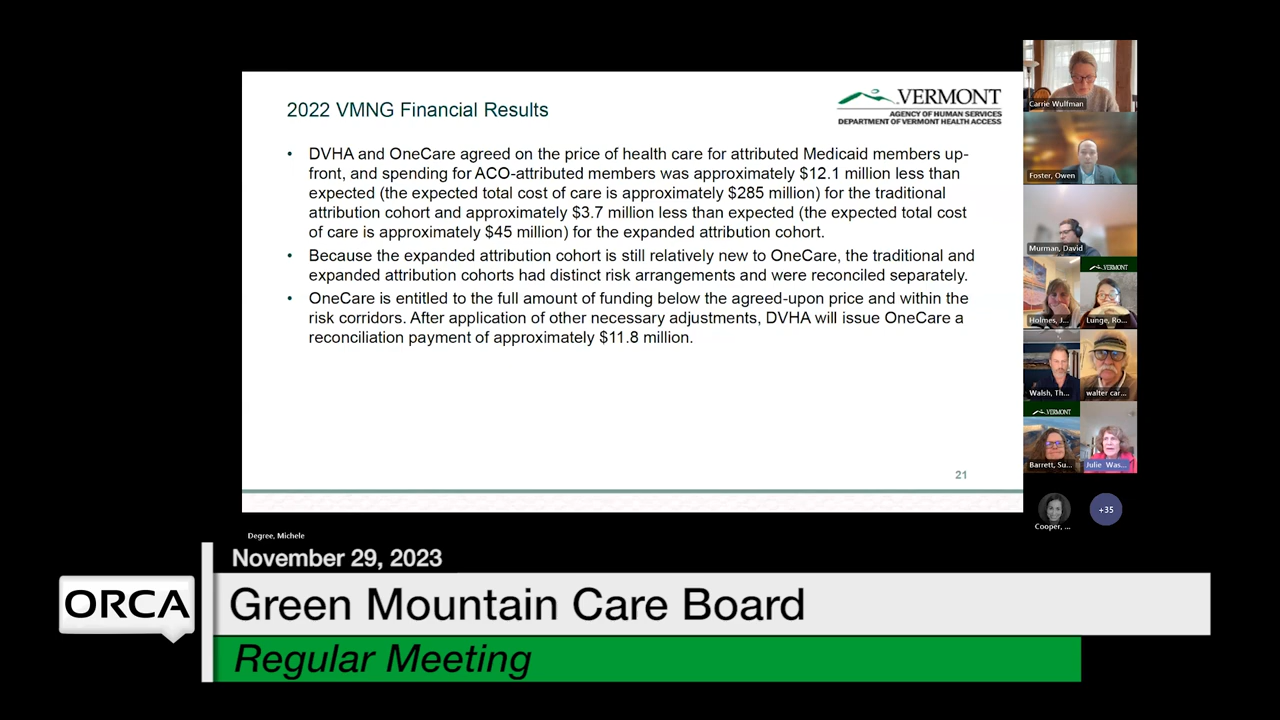 2022 VMNG Financial Results
VERMONT
AGENCY OF HUMAN SERVICES
DEPARTMENT OF VERMONT HEALTH ACCESS
• DVHA and OneCare agreed on the price of health care for attributed Medicaid members up-
front, and spending for ACO-attributed members was approximately $12.1 million less than
expected (the expected total cost of care is approximately $285 million) for the traditional
attribution cohort and approximately $3.7 million less than expected (the expected total cost
of care is approximately $45 million) for the expanded attribution cohort.
• Because the expanded attribution cohort is still relatively new to OneCare, the traditional and
expanded attribution cohorts had distinct risk arrangements and were reconciled separately.
• OneCare is entitled to the full amount of funding below the agreed-upon price and within the
risk corridors. After application of other necessary adjustments, DVHA will issue OneCare a
reconciliation payment of approximately $11.8 million.
21
Carrie Wulfman
Foster, Owen
Murman, David
VERMONT
Holmes, J...
Lunge, Ro...
Walsh, Th...
walter car...
VERMONT
Barrett, Su...
Julie Was...
Cooper, ...
+35
Degree, Michele
November 29, 2023
ORCA
Green Mountain Care Board
Regular Meeting